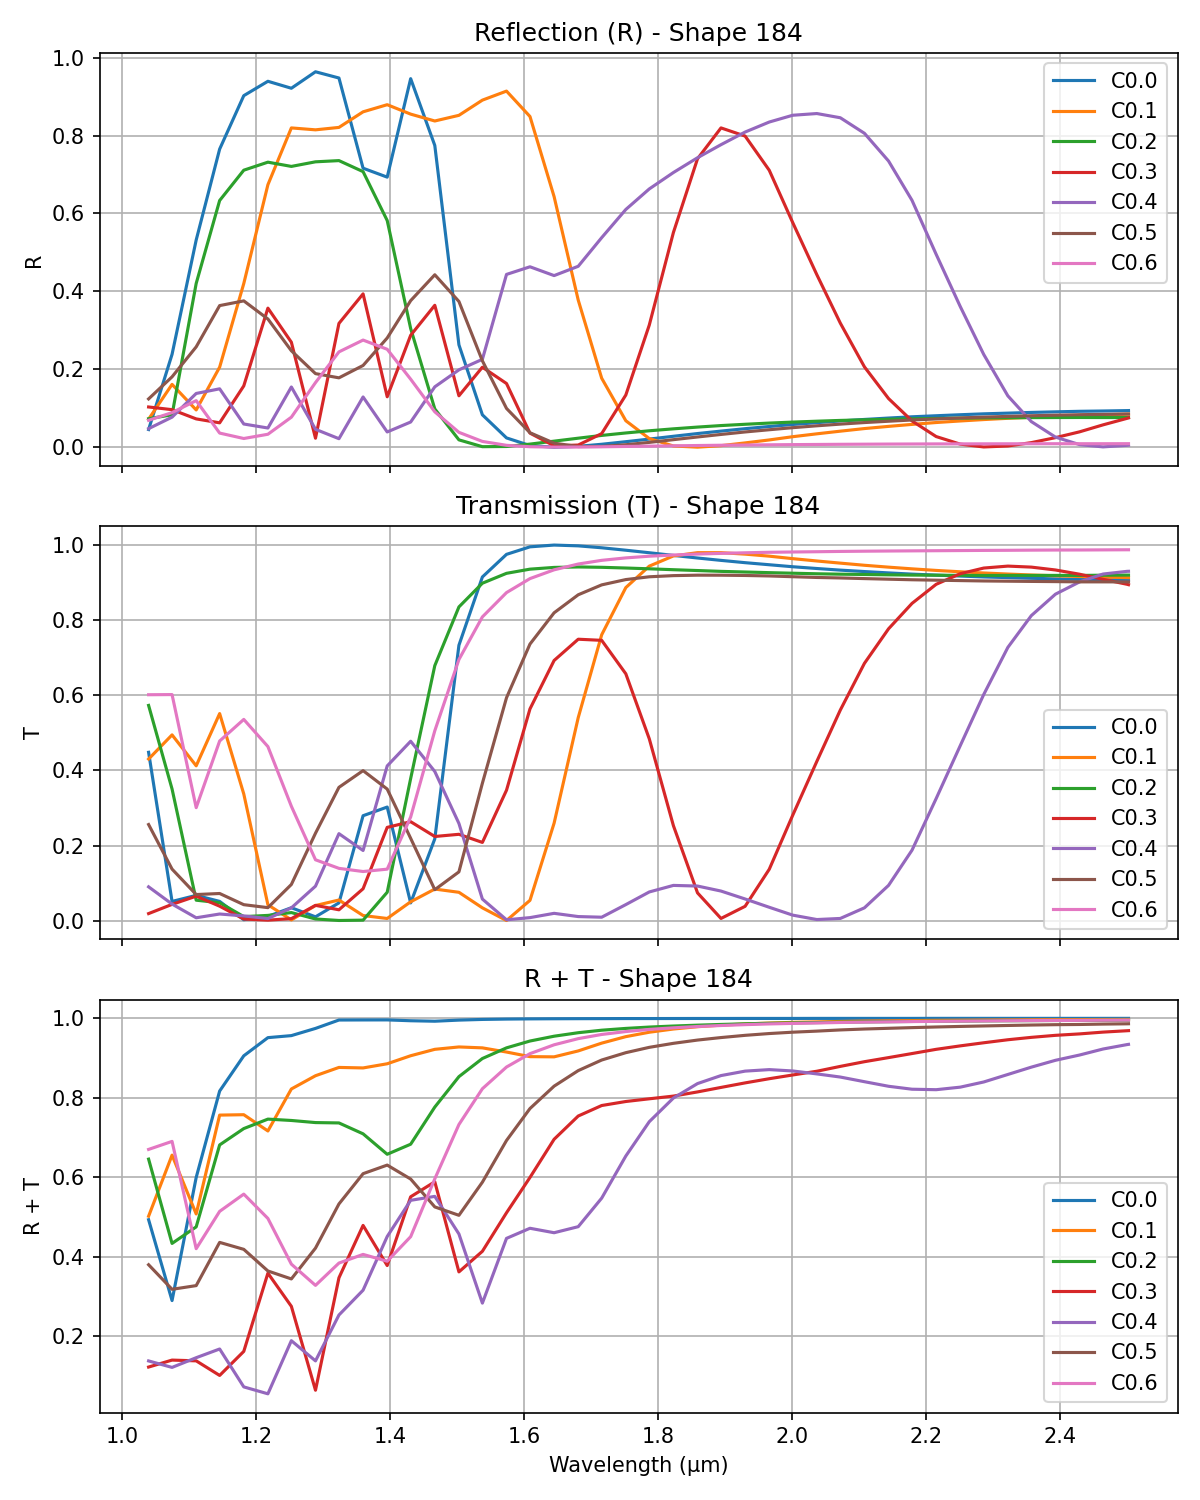 Reflection (R) - Shape 184
1.0
0.8
0.6
0.4
0.2
0.0
R
C0.0
C0.1
C0.2
C0.3
C0.4
C0.5
C0.6
Transmission (T) - Shape 184
1.0
0.8
0.6
0.4
0.2
0.0
T
C0.0
C0.1
C0.2
C0.3
C0.4
C0.5
C0.6
R + T - Shape 184
1.0
0.8
0.6
0.4
0.2
R + T
C0.0
C0.1
C0.2
C0.3
C0.4
C0.5
C0.6
1.0 1.2 1.4 1.6 1.8 2.0 2.2 2.4
Wavelength (μm)